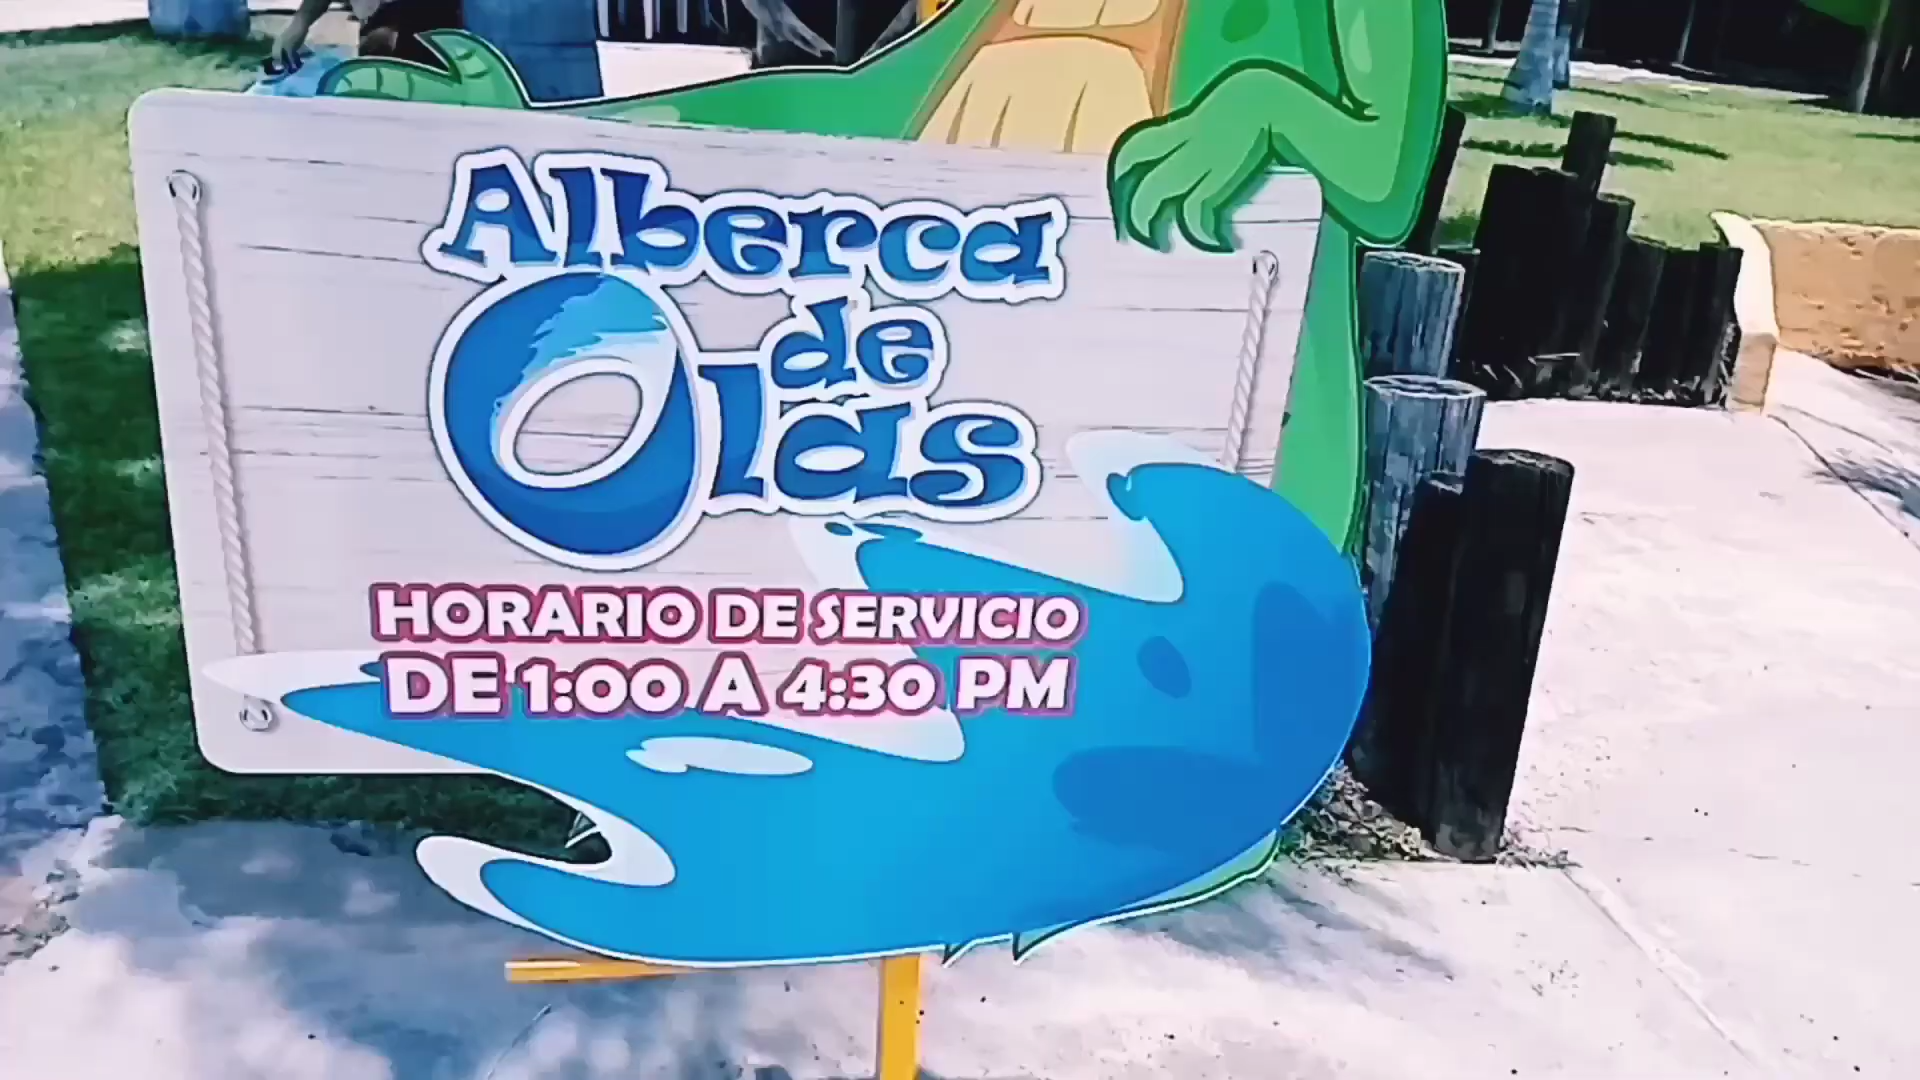 Alberca
de
Olas
HORARIO DE SERVICIO
DE 1:00 A 4:30 PM